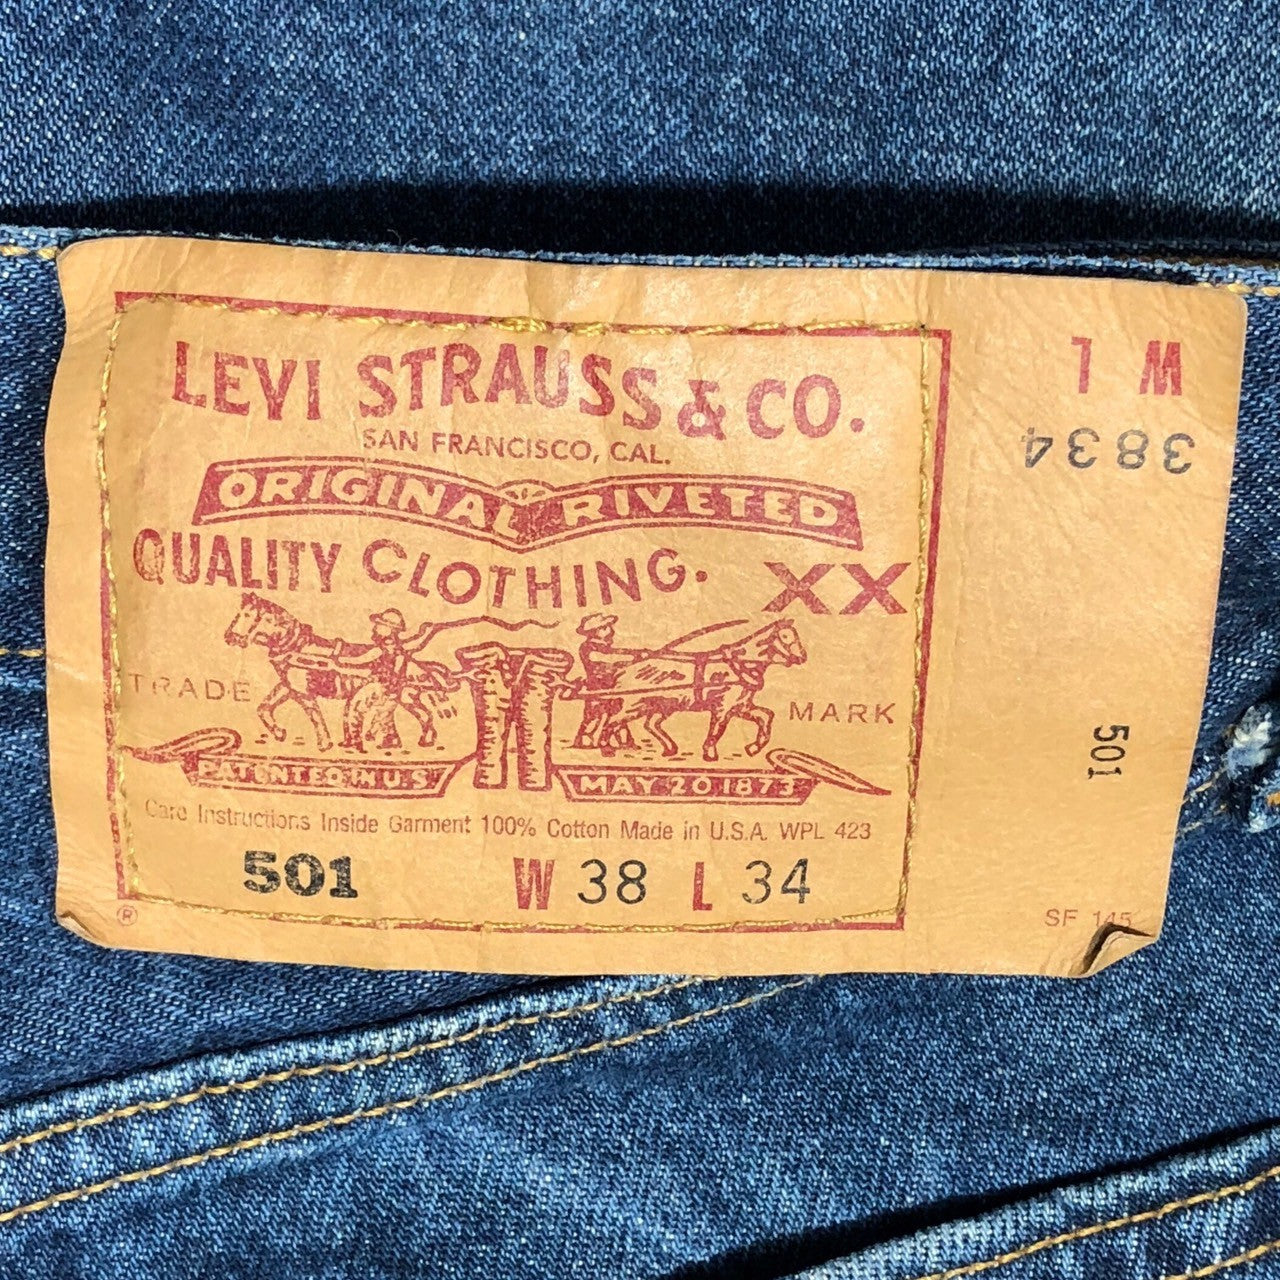 LEVI STRAUSS & CO.
SAN FRANCISCO, CAL.
ORIGINAL RIVETED
QUALITY CLOTHING. XX
TRADE MARK
PATENTED IN U.S.
MAY 20 1873
Care Instructions Inside Garment 100% Cotton Made in U.S.A. WPL 423
501 W 38 L 34
®
W L
3834
501
SF 145